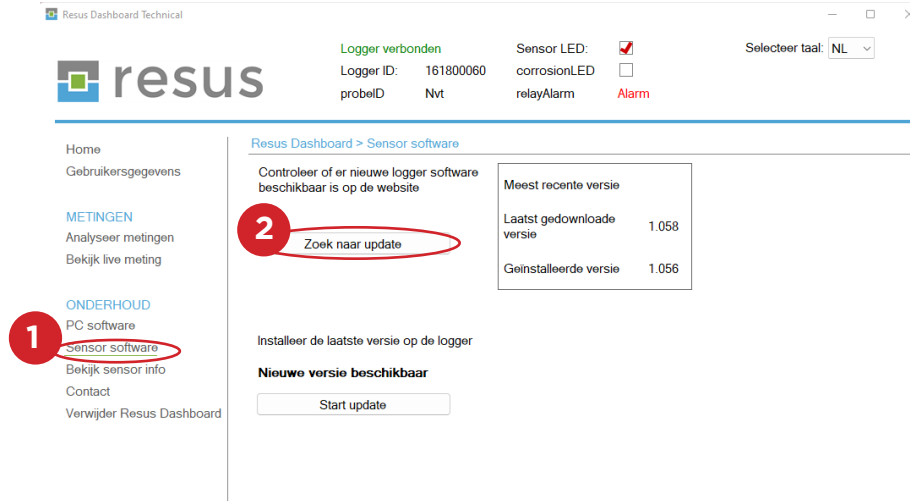 Resus Dashboard Technical
resus
Logger verbonden
Logger ID: 161800060
probeID Nvt
Sensor LED:
corrosionLED
relayAlarm Alarm
Selecteer taal: NL
Home
Gebruikersgegevens
METINGEN
Analyseer metingen
Bekijk live meting
ONDERHOUD
1
PC software
Sensor software
Bekijk sensor info
Contact
Verwijder Resus Dashboard
Resus Dashboard > Sensor software
Controleer of er nieuwe logger software
beschikbaar is op de website
2
Zoek naar update
Meest recente versie
Laatst gedownloade
versie 1.058
Geïnstalleerde versie 1.056
Installeer de laatste versie op de logger
Nieuwe versie beschikbaar
Start update